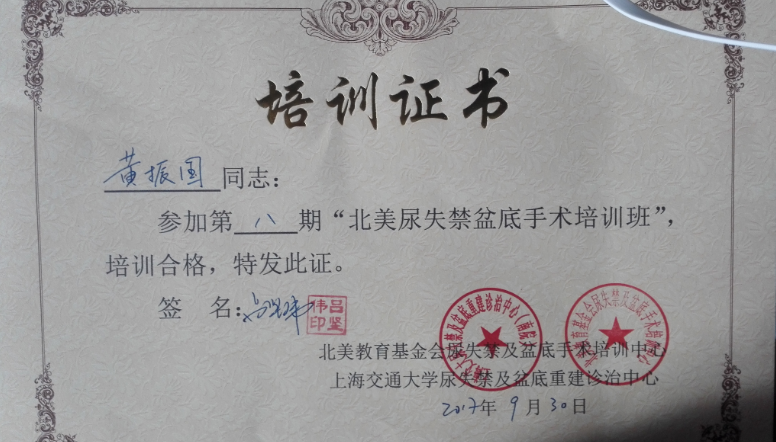 培训证书
黄振国同志：
参加第八期“北美尿失禁盆底手术培训班”，
培训合格，特发此证。
签 名：
吕坚伟印
北美教育基金会尿失禁及盆底手术培训中心
上海交通大学尿失禁及盆底重建诊治中心
2017年9月30日